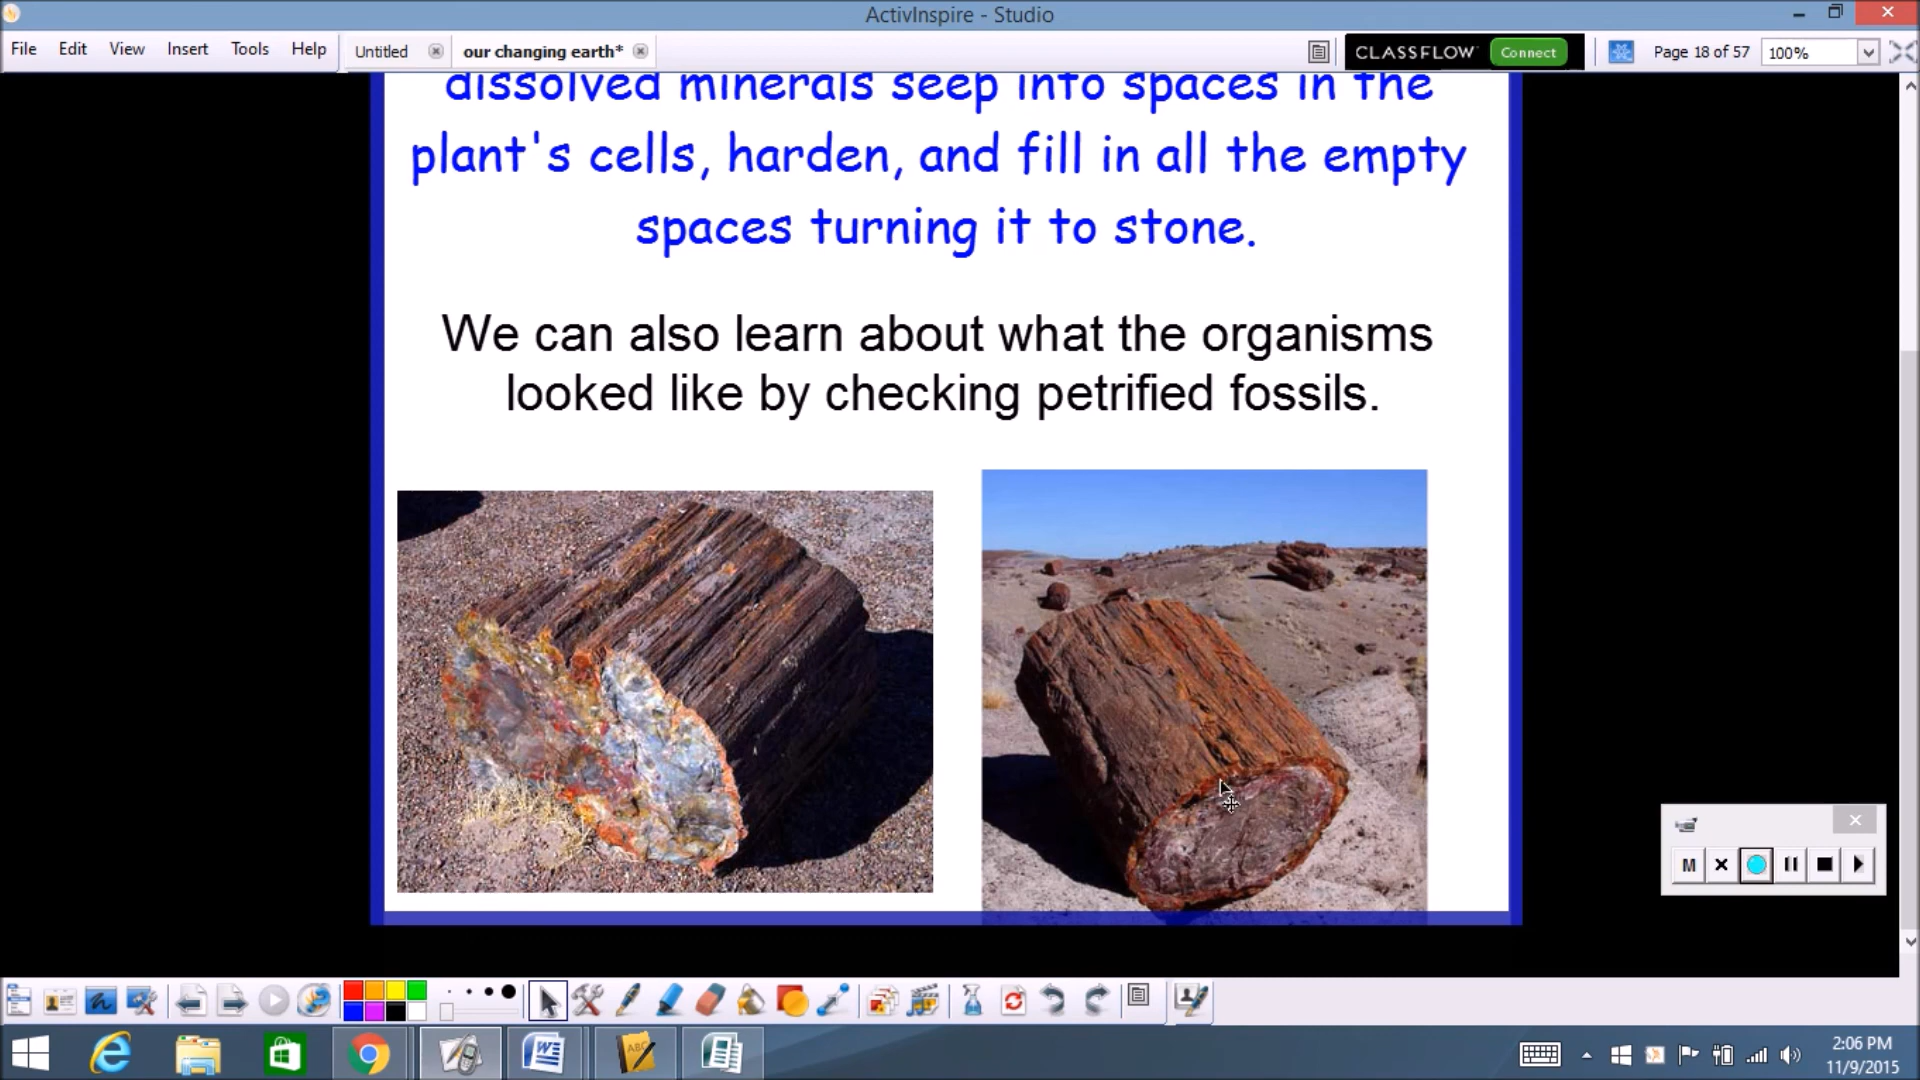 ActivInspire - Studio
File Edit View Insert Tools Help Untitled our changing earth* CLASSFLOW Connect Page 18 of 57 100%
dissolved minerals seep into spaces in the
plant's cells, harden, and fill in all the empty
spaces turning it to stone.
We can also learn about what the organisms
looked like by checking petrified fossils.
M
ABC
2:06 PM
11/9/2015